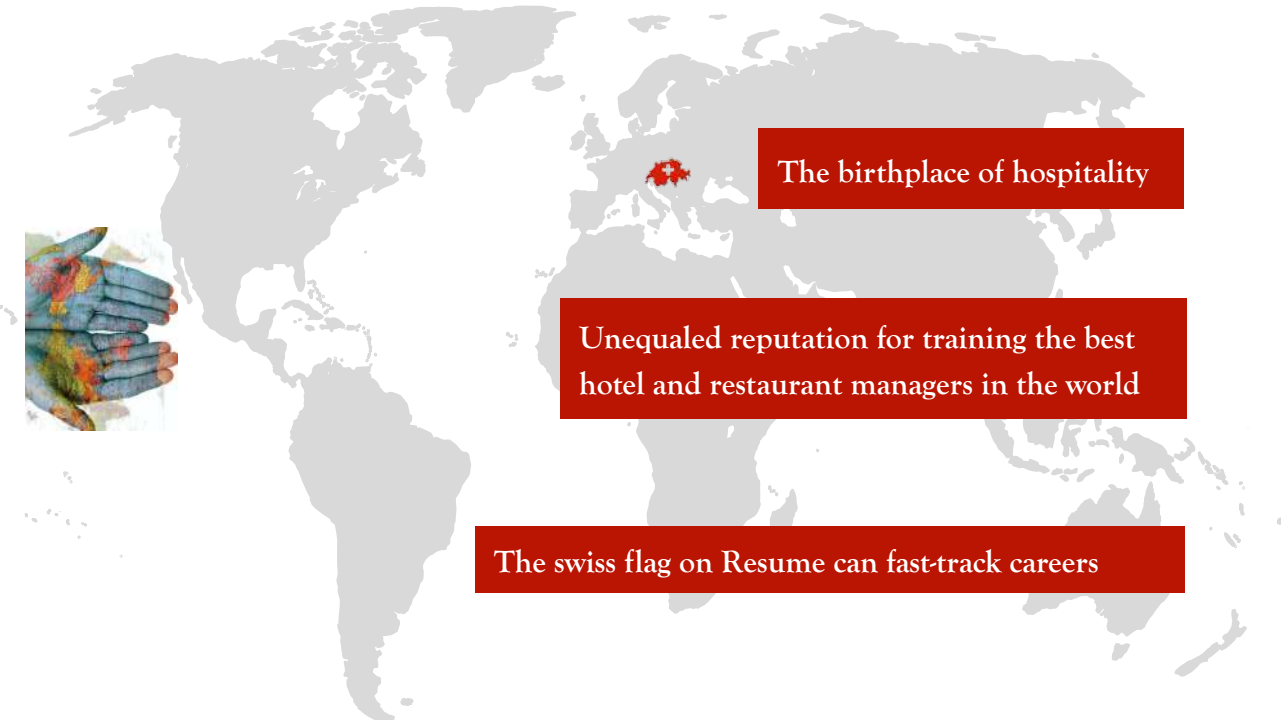 The birthplace of hospitality
Unequaled reputation for training the best
hotel and restaurant managers in the world
The swiss flag on Resume can fast-track careers